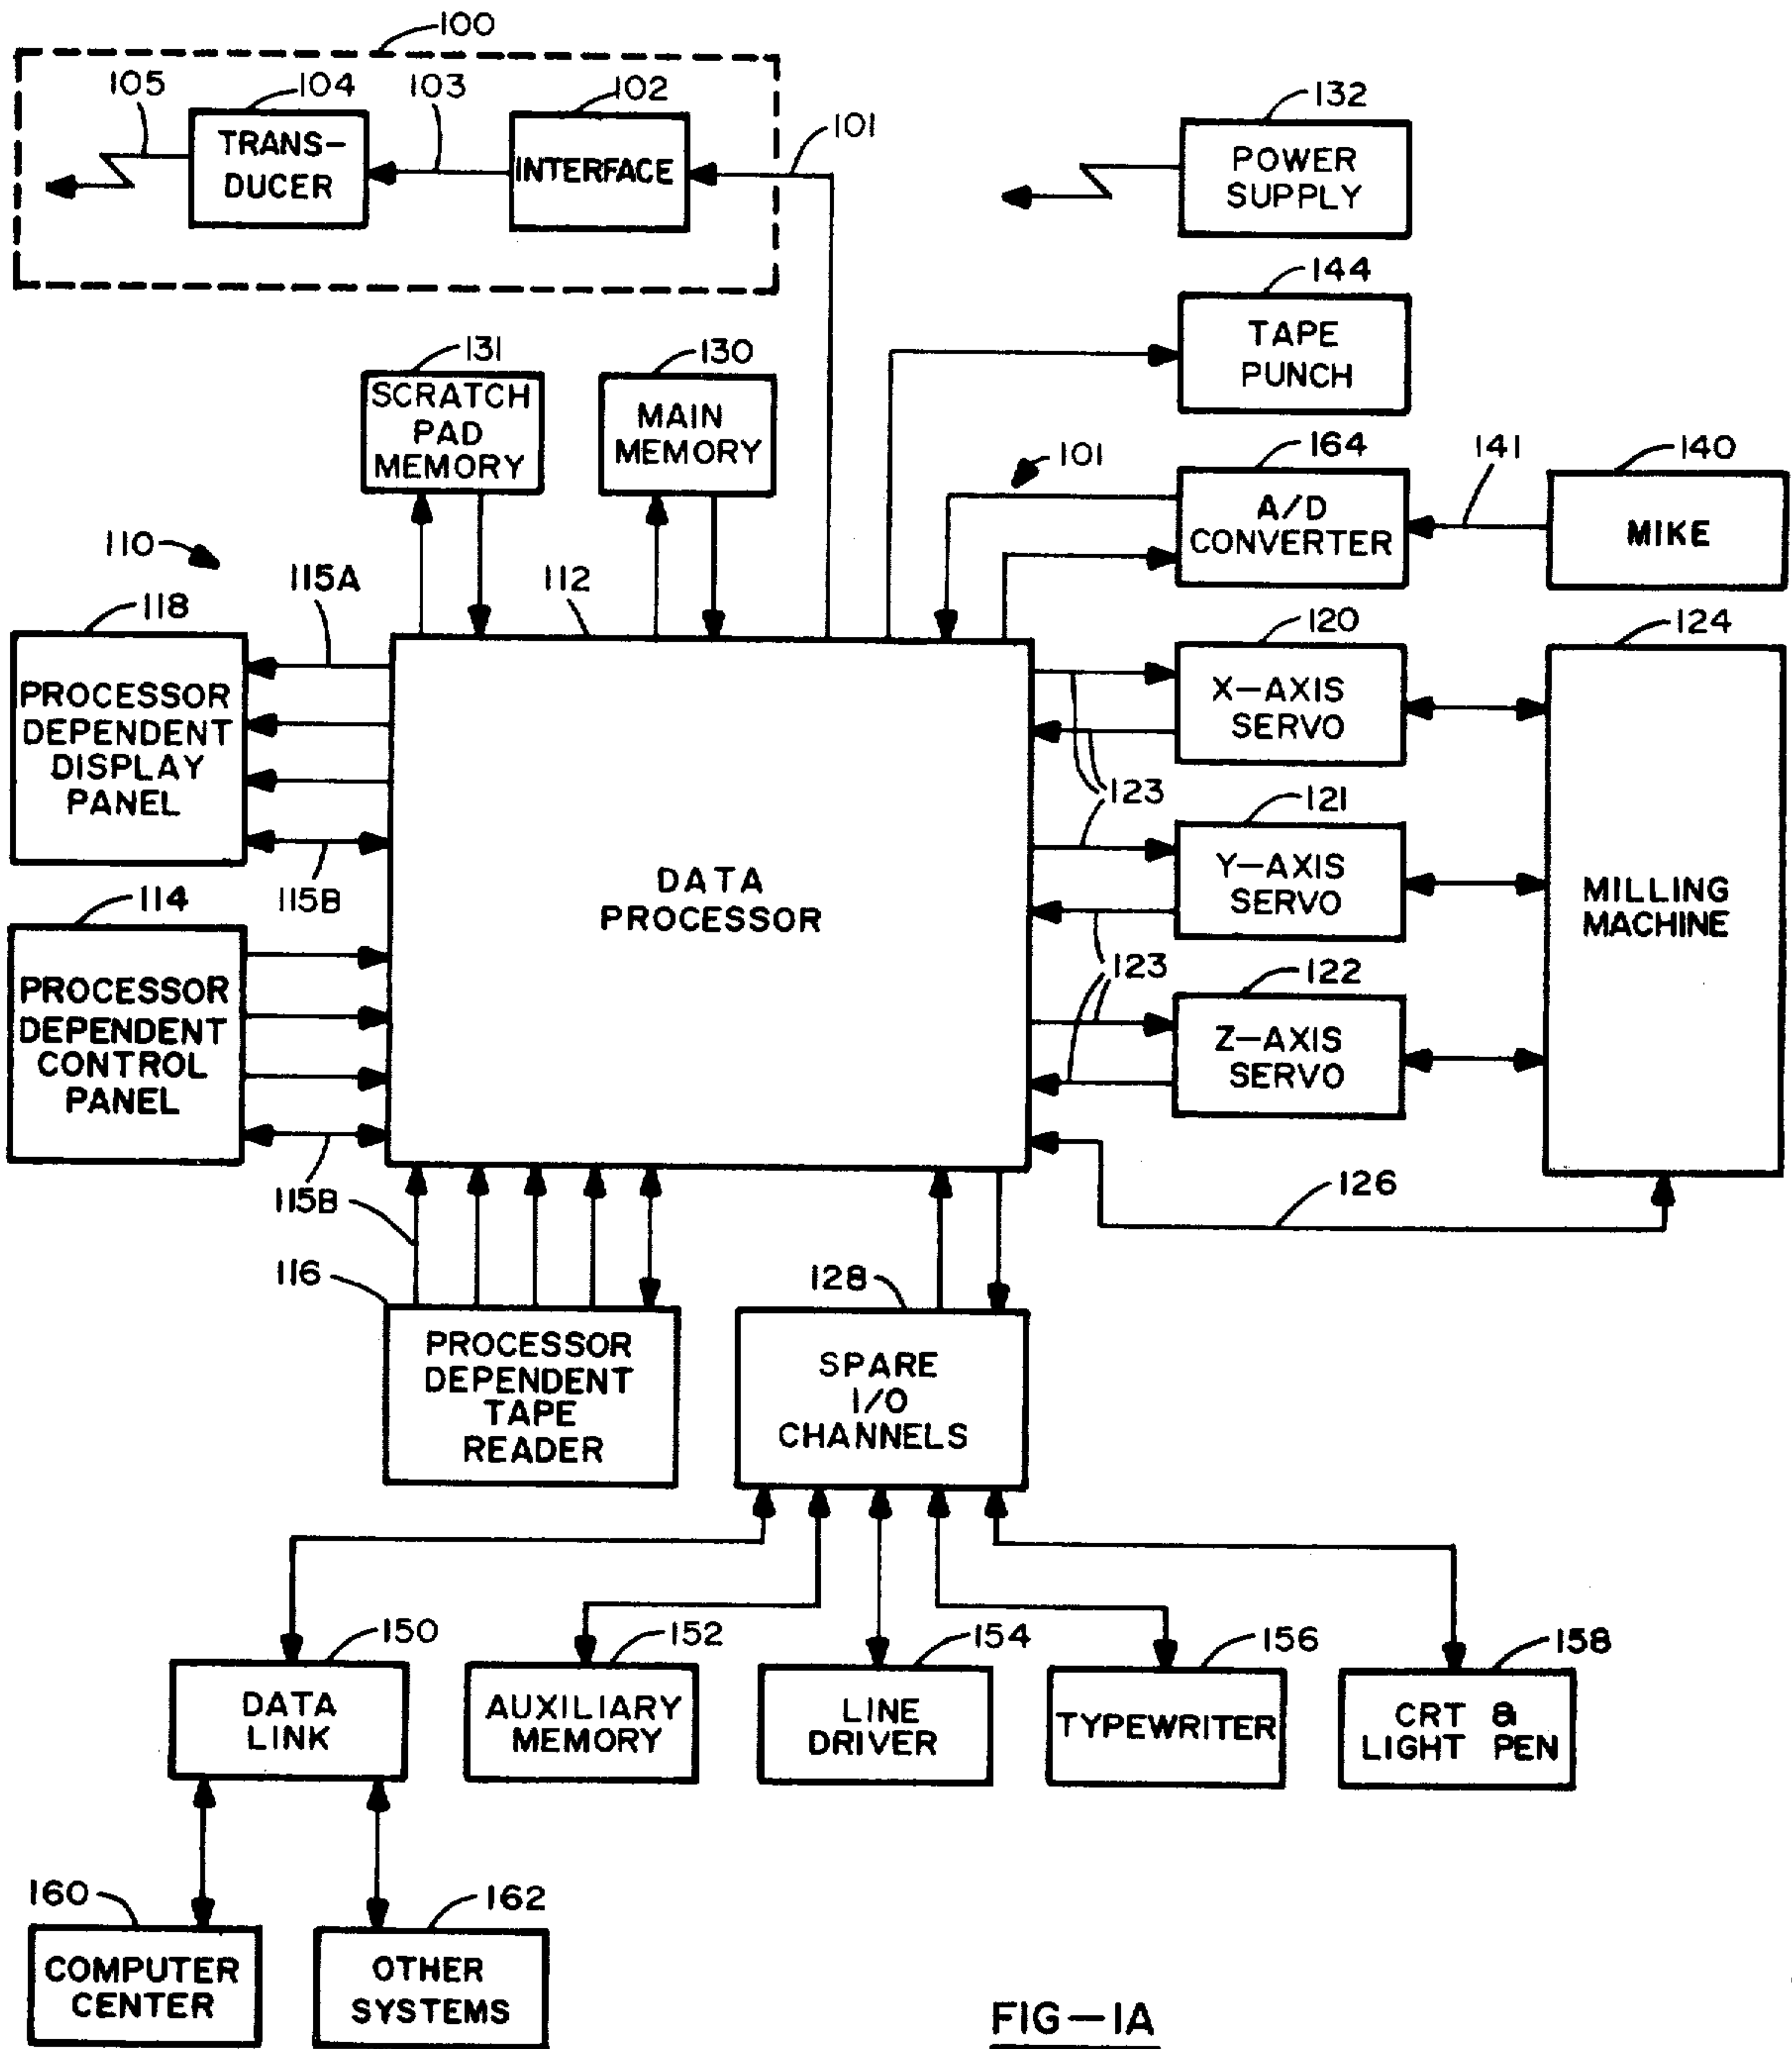 100
105
104
103
102
101
132
TRANS-
DUCER
INTERFACE
POWER
SUPPLY
144
TAPE
PUNCH
131
130
SCRATCH
PAD
MEMORY
MAIN
MEMORY
101
164
141
140
A/D
CONVERTER
MIKE
110
115A
112
118
120
124
PROCESSOR
DEPENDENT
DISPLAY
PANEL
X-AXIS
SERVO
123
121
115B
114
DATA
PROCESSOR
Y-AXIS
SERVO
MILLING
MACHINE
123
122
PROCESSOR
DEPENDENT
CONTROL
PANEL
Z-AXIS
SERVO
115B
126
116
128
PROCESSOR
DEPENDENT
TAPE
READER
SPARE
I/O
CHANNELS
150
152
154
156
158
DATA
LINK
AUXILIARY
MEMORY
LINE
DRIVER
TYPEWRITER
CRT &
LIGHT PEN
160
162
COMPUTER
CENTER
OTHER
SYSTEMS
FIG-1A